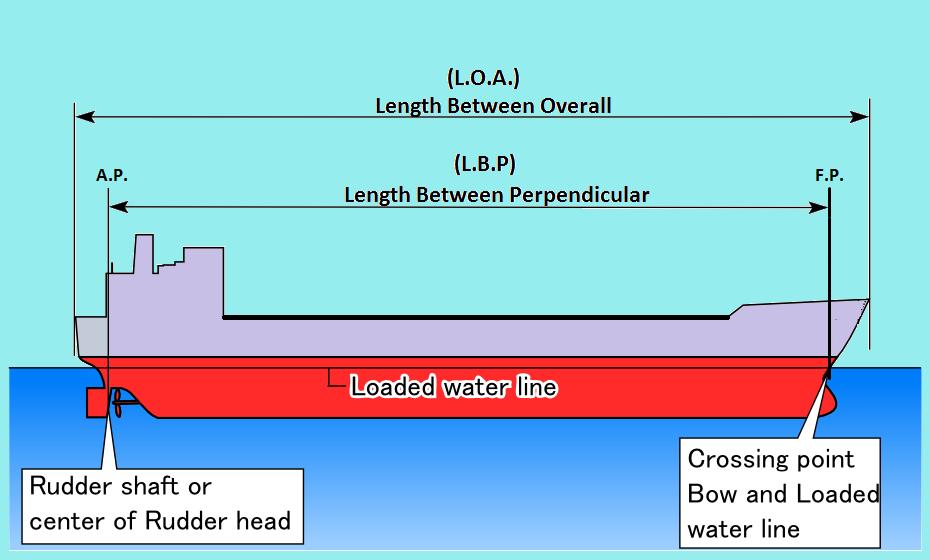 (L.O.A.)
Length Between Overall
(L.B.P)
A.P.
F.P.
Length Between Perpendicular
Loaded water line
Rudder shaft or
center of Rudder head
Crossing point
Bow and Loaded
water line